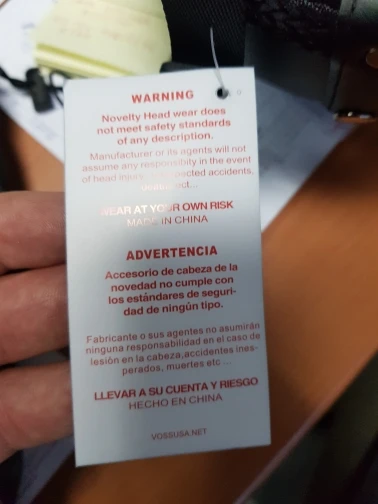 WARNING
Novelty Head wear does
not meet safety standards
of any description.
Manufacturer or its agents will not
assume any responsibility in the event
of head accidents,
WEAR AT YOUR OWN RISK
MADE IN CHINA
ADVERTENCIA
Accesorio de cabeza de la
novedad no cumple con
los estándares de seguri-
dad de ningún tipo.
Fabricante o sus agentes no asumirán
ninguna responsabilidad en el caso de
lesión en la cabeza,accidentes ines-
perados, muertes etc...
LLEVAR A SU CUENTA Y RIESGO
HECHO EN CHINA
VOSSUSA.NET